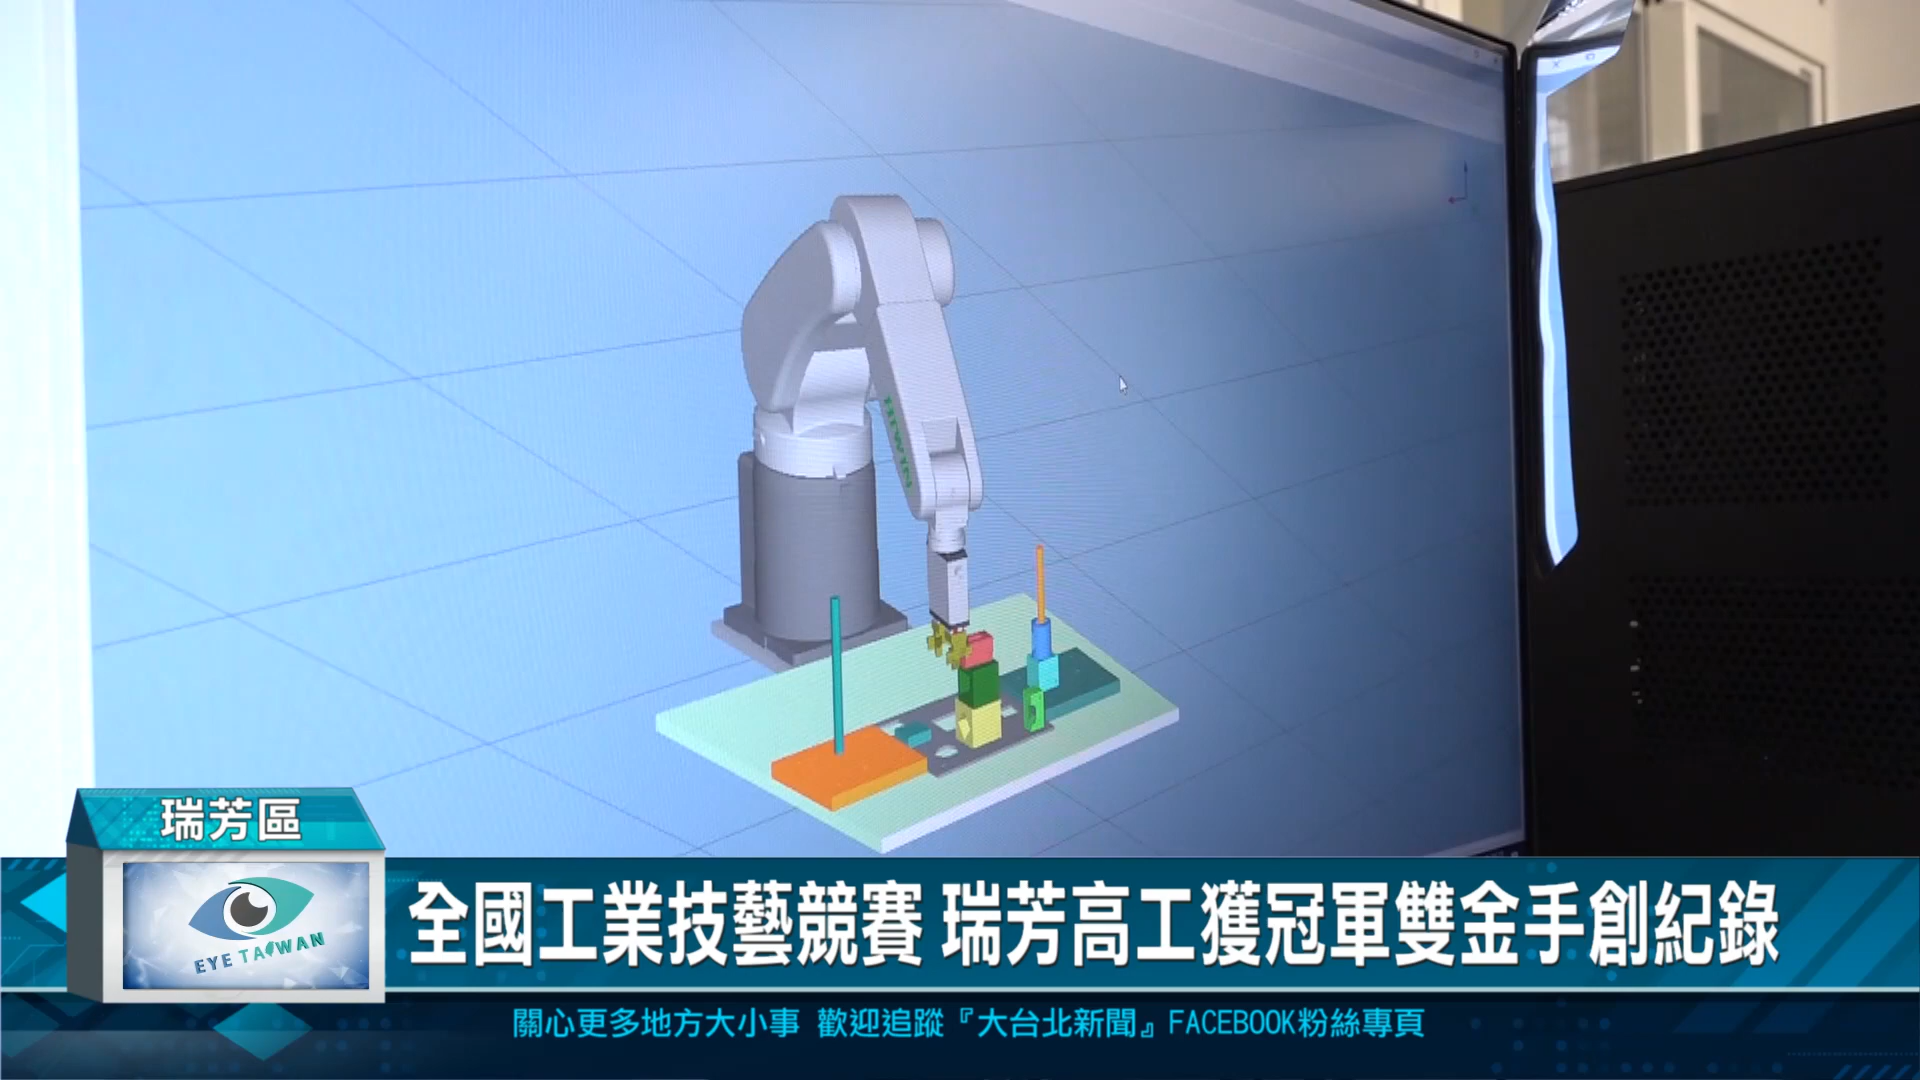 HIWIN
瑞芳區
EYE TAIWAN
全國工業技藝競賽 瑞芳高工獲冠軍雙金手創紀錄
關心更多地方大小事 歡迎追蹤『大台北新聞』FACEBOOK粉絲專頁